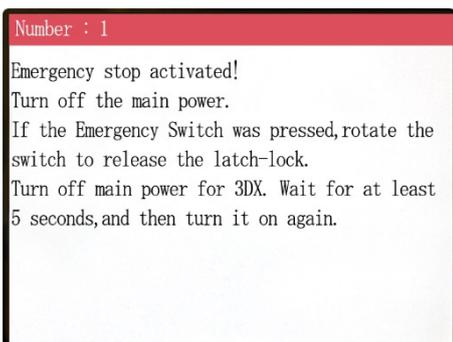 Number : 1
Emergency stop activated!
Turn off the main power.
If the Emergency Switch was pressed,rotate the
switch to release the latch-lock.
Turn off main power for 3DX. Wait for at least
5 seconds,and then turn it on again.